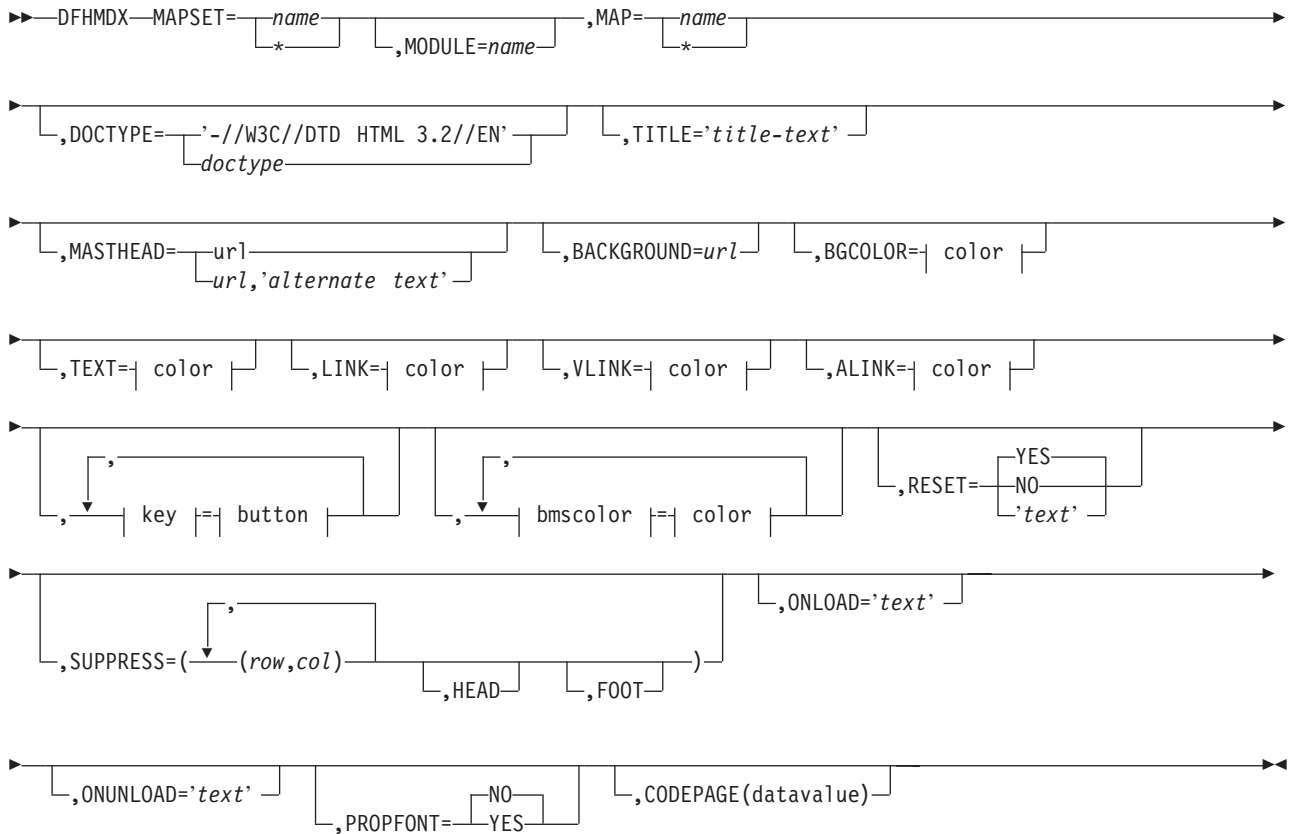 DFHMDX MAPSET= name ,MAP= name
* ,MODULE=name *
,DOCTYPE= '-//W3C//DTD HTML 3.2//EN' ,TITLE='title-text'
doctype
,MASTHEAD= url ,BACKGROUND=url ,BGCOLOR= color
url,'alternate text'
,TEXT= color ,LINK= color ,VLINK= color ,ALINK= color
, , YES
,RESET= NO
, key = button , bmscolor = color 'text'
, ,ONLOAD='text'
,SUPPRESS=( (row,col) )
,HEAD ,FOOT
,ONUNLOAD='text' NO ,CODEPAGE(datavalue)
,PROPFONT= YES